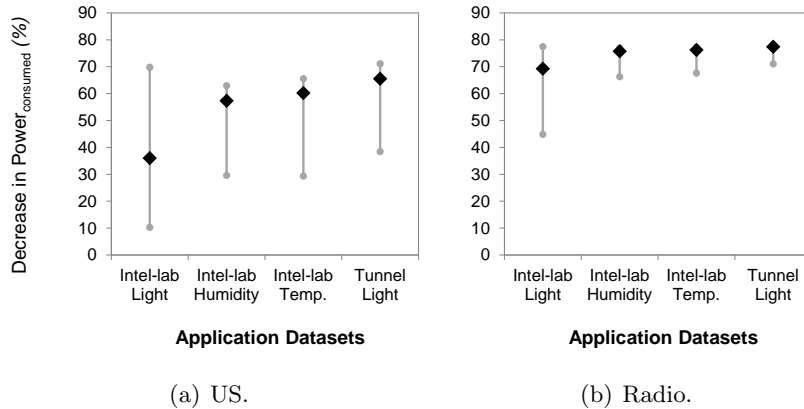 Decrease in Power consumed (%)
90
80
70
60
50
40
30
20
10
0
Intel-lab Light
Intel-lab Humidity
Intel-lab Temp.
Tunnel Light
Application Datasets
(a) US.
90
80
70
60
50
40
30
20
10
0
Intel-lab Light
Intel-lab Humidity
Intel-lab Temp.
Tunnel Light
Application Datasets
(b) Radio.